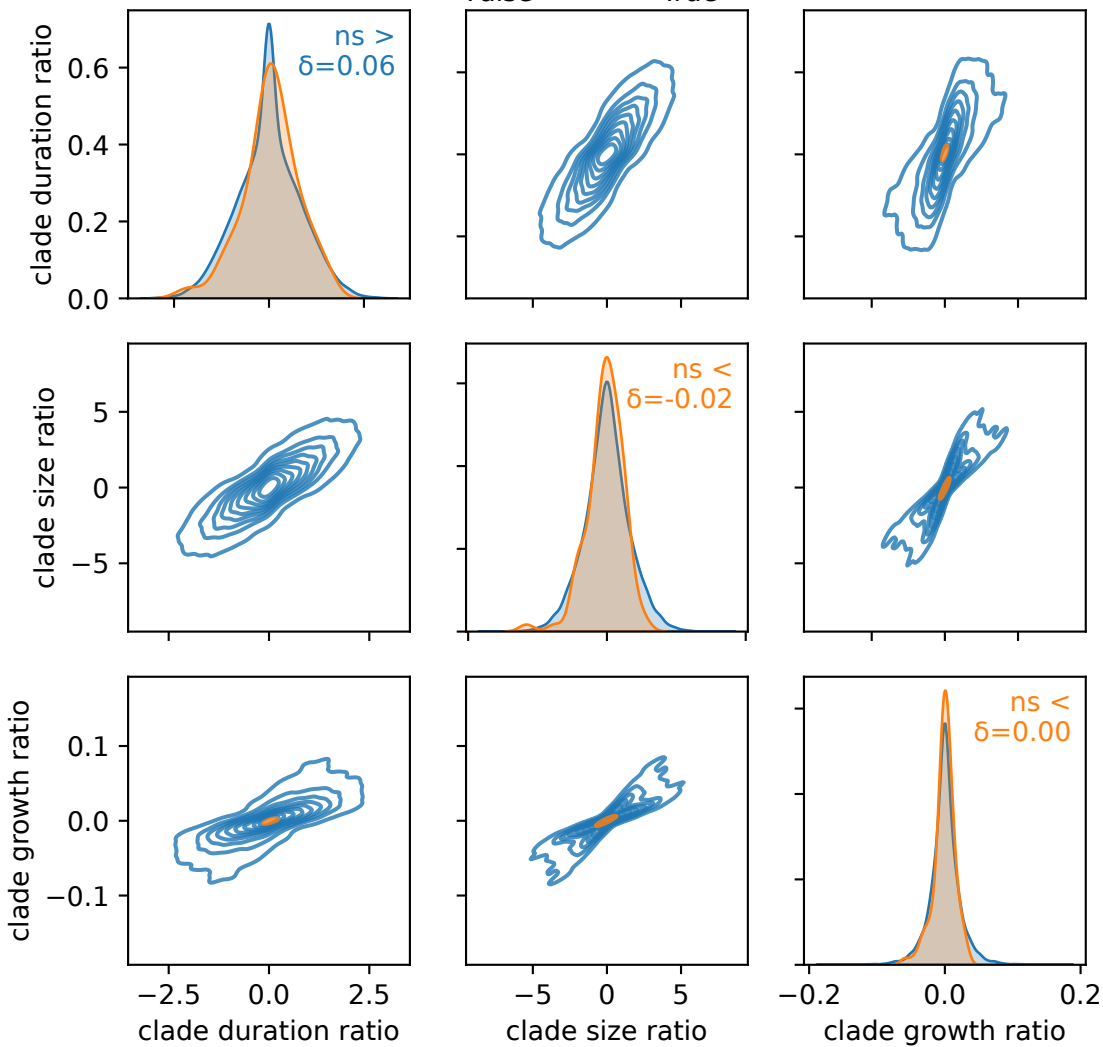 ns >
δ=0.06
clade duration ratio
0.6
0.4
0.2
0.0
ns <
δ=-0.02
clade size ratio
5
0
−5
ns <
δ=0.00
clade growth ratio
0.1
0.0
−0.1
−2.5 0.0 2.5
−5 0 5
−0.2 0.0 0.2
clade duration ratio
clade size ratio
clade growth ratio